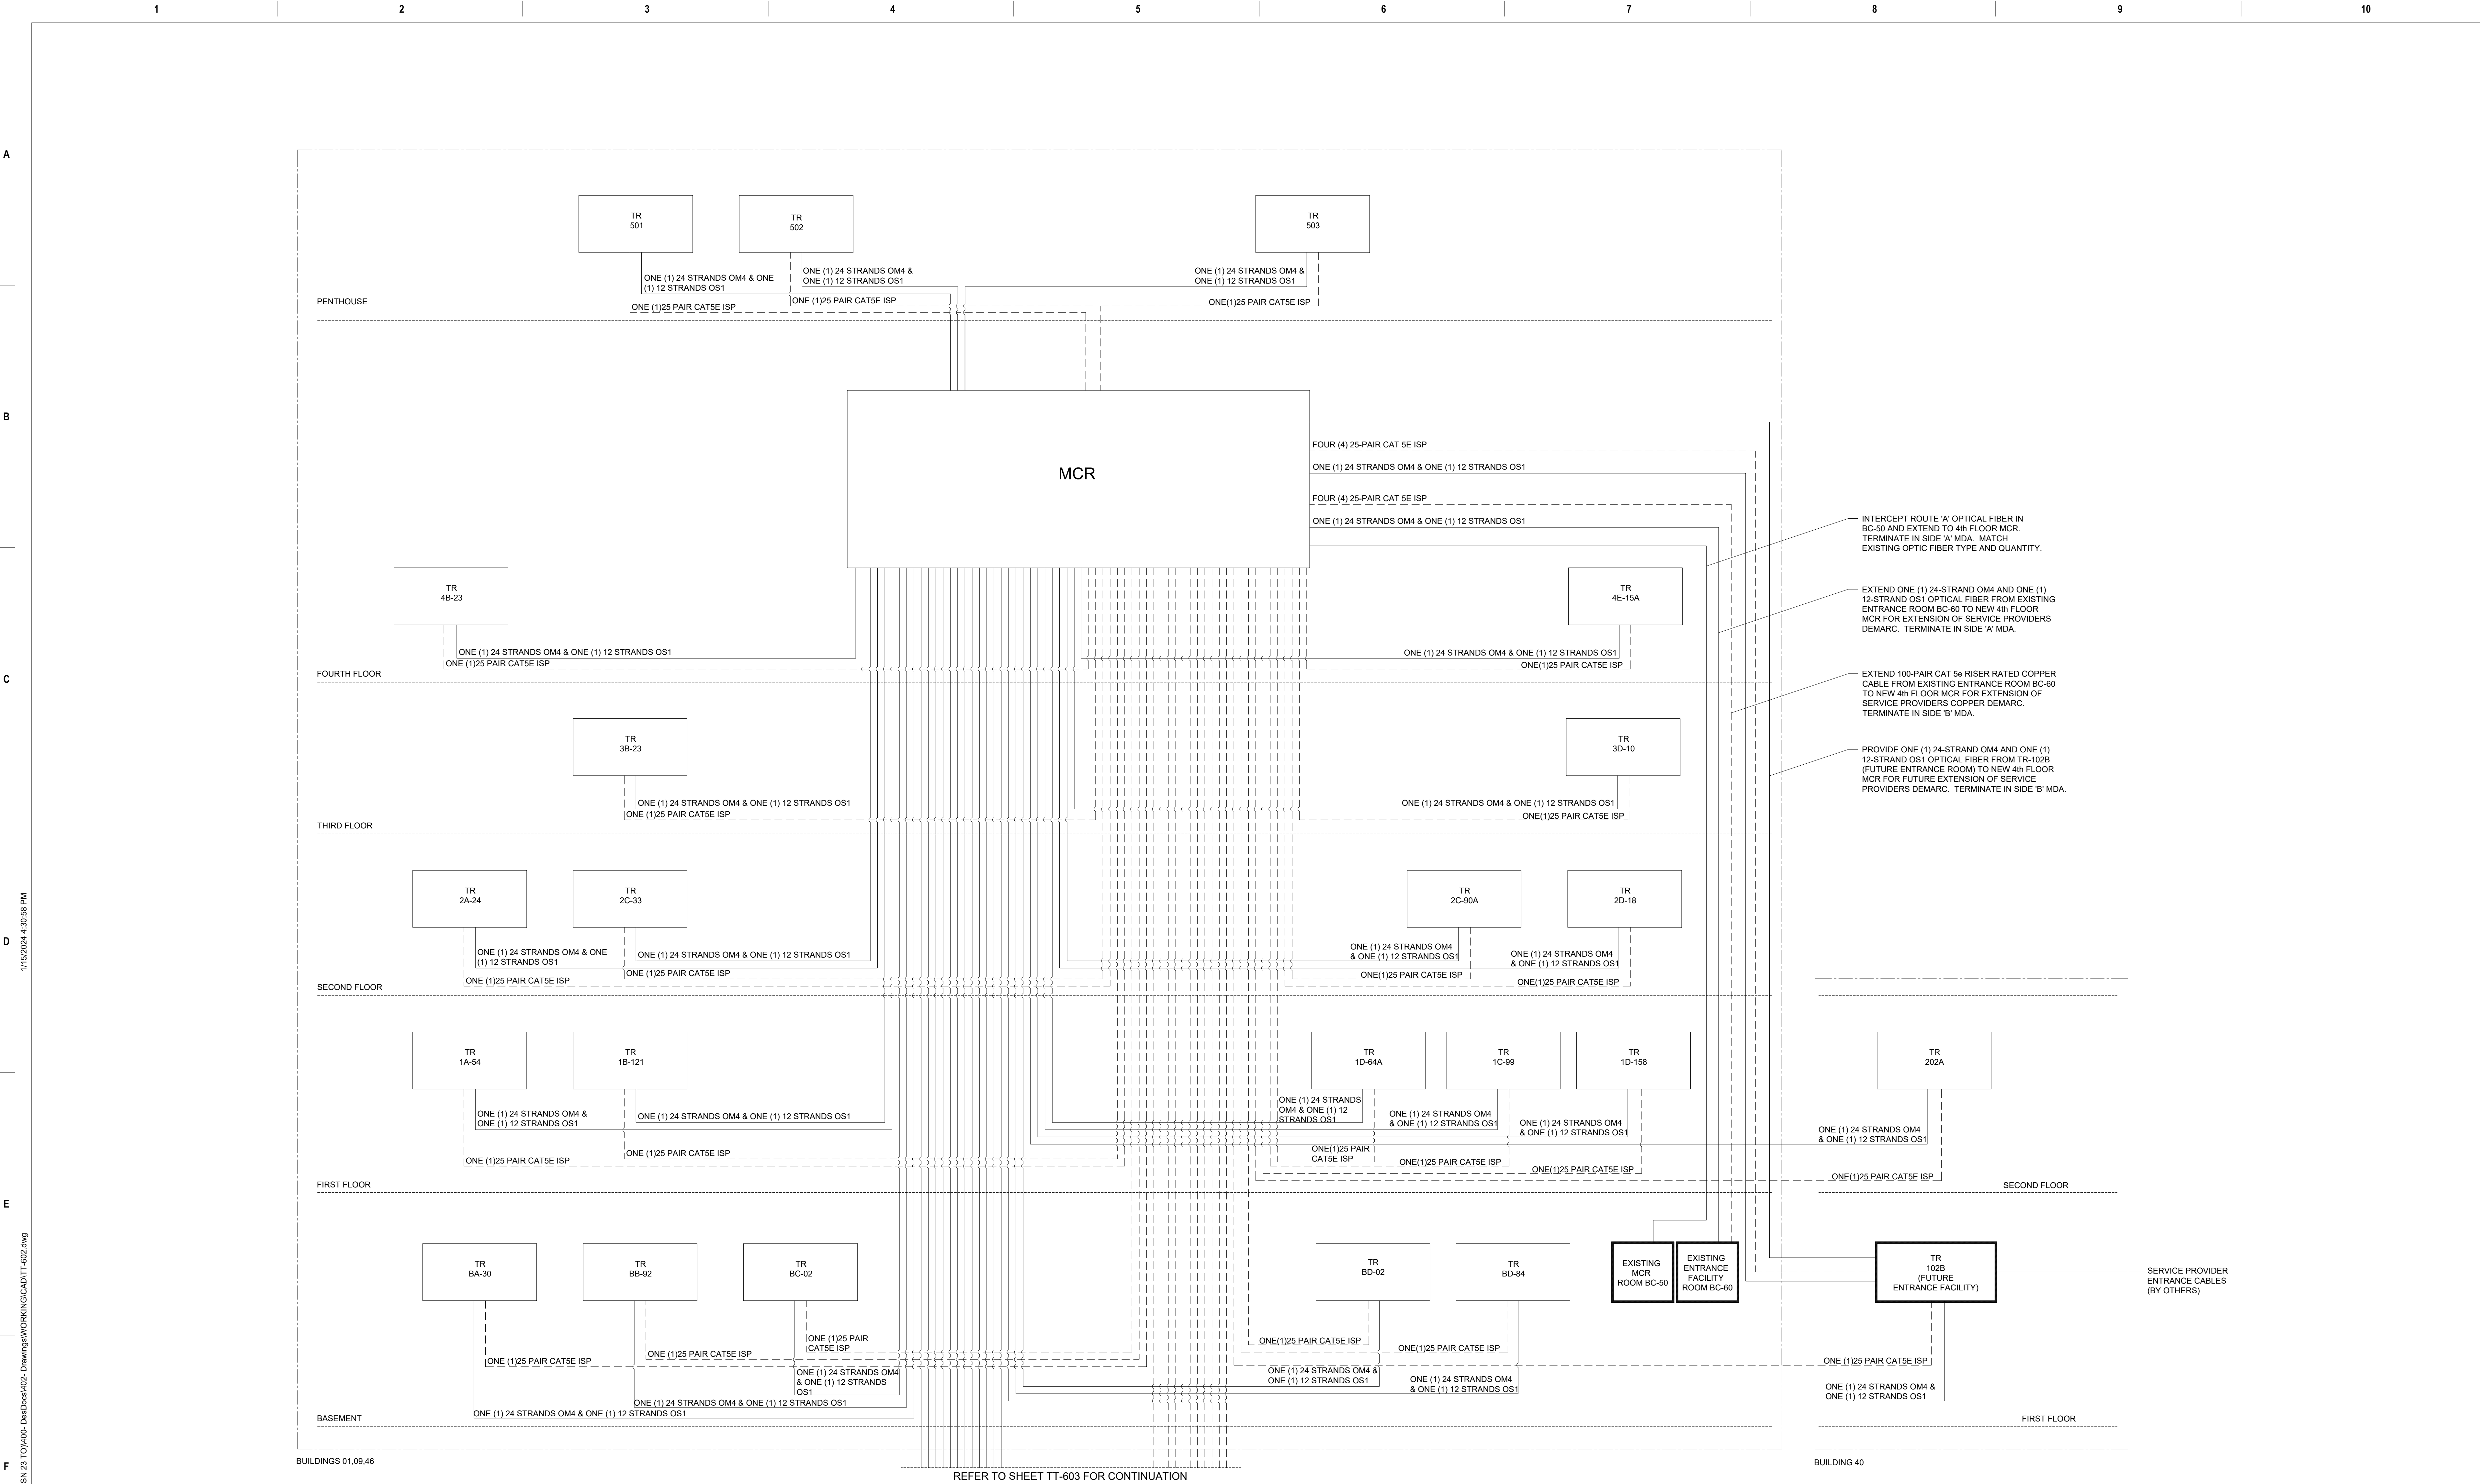 1
2
3
4
5
6
7
8
9
10
A
B
C
D
E
F
TR
501
TR
502
TR
503
ONE (1) 24 STRANDS OM4 & ONE
(1) 12 STRANDS OS1
ONE (1)25 PAIR CAT5E ISP
ONE (1) 24 STRANDS OM4 &
ONE (1) 12 STRANDS OS1
ONE (1)25 PAIR CAT5E ISP
ONE (1) 24 STRANDS OM4 &
ONE (1) 12 STRANDS OS1
ONE(1)25 PAIR CAT5E ISP
PENTHOUSE
MCR
FOUR (4) 25-PAIR CAT 5E ISP
ONE (1) 24 STRANDS OM4 & ONE (1) 12 STRANDS OS1
FOUR (4) 25-PAIR CAT 5E ISP
ONE (1) 24 STRANDS OM4 & ONE (1) 12 STRANDS OS1
INTERCEPT ROUTE 'A' OPTICAL FIBER IN
BC-50 AND EXTEND TO 4th FLOOR MCR.
TERMINATE IN SIDE 'A' MDA. MATCH
EXISTING OPTIC FIBER TYPE AND QUANTITY.
EXTEND ONE (1) 24-STRAND OM4 AND ONE (1)
12-STRAND OS1 OPTICAL FIBER FROM EXISTING
ENTRANCE ROOM BC-60 TO NEW 4th FLOOR
MCR FOR EXTENSION OF SERVICE PROVIDERS
DEMARC. TERMINATE IN SIDE 'A' MDA.
EXTEND 100-PAIR CAT 5e RISER RATED COPPER
CABLE FROM EXISTING ENTRANCE ROOM BC-60
TO NEW 4th FLOOR MCR FOR EXTENSION OF
SERVICE PROVIDERS COPPER DEMARC.
TERMINATE IN SIDE 'B' MDA.
PROVIDE ONE (1) 24-STRAND OM4 AND ONE (1)
12-STRAND OS1 OPTICAL FIBER FROM TR-102B
(FUTURE ENTRANCE ROOM) TO NEW 4th FLOOR
MCR FOR FUTURE EXTENSION OF SERVICE
PROVIDERS DEMARC. TERMINATE IN SIDE 'B' MDA.
TR
4B-23
TR
4E-15A
ONE (1) 24 STRANDS OM4 & ONE (1) 12 STRANDS OS1
ONE (1)25 PAIR CAT5E ISP
ONE (1) 24 STRANDS OM4 & ONE (1) 12 STRANDS OS1
ONE(1)25 PAIR CAT5E ISP
FOURTH FLOOR
TR
3B-23
TR
3D-10
ONE (1) 24 STRANDS OM4 & ONE (1) 12 STRANDS OS1
ONE (1)25 PAIR CAT5E ISP
ONE (1) 24 STRANDS OM4 & ONE (1) 12 STRANDS OS1
ONE(1)25 PAIR CAT5E ISP
THIRD FLOOR
TR
2A-24
TR
2C-33
TR
2C-90A
TR
2D-18
ONE (1) 24 STRANDS OM4 & ONE
(1) 12 STRANDS OS1
ONE (1)25 PAIR CAT5E ISP
ONE (1) 24 STRANDS OM4 & ONE (1) 12 STRANDS OS1
ONE (1)25 PAIR CAT5E ISP
ONE (1) 24 STRANDS OM4
& ONE (1) 12 STRANDS OS1
ONE(1)25 PAIR CAT5E ISP
ONE (1) 24 STRANDS OM4
& ONE (1) 12 STRANDS OS1
ONE(1)25 PAIR CAT5E ISP
SECOND FLOOR
TR
1A-54
TR
1B-121
TR
1D-64A
TR
1C-99
TR
1D-158
TR
202A
ONE (1) 24 STRANDS OM4 &
ONE (1) 12 STRANDS OS1
ONE (1)25 PAIR CAT5E ISP
ONE (1) 24 STRANDS OM4 & ONE (1) 12 STRANDS OS1
ONE (1)25 PAIR CAT5E ISP
ONE (1) 24 STRANDS
OM4 & ONE (1) 12
STRANDS OS1
ONE(1)25 PAIR
CAT5E ISP
ONE (1) 24 STRANDS OM4
& ONE (1) 12 STRANDS OS1
ONE(1)25 PAIR CAT5E ISP
ONE (1) 24 STRANDS OM4
& ONE (1) 12 STRANDS OS1
ONE(1)25 PAIR CAT5E ISP
ONE (1) 24 STRANDS OM4
& ONE (1) 12 STRANDS OS1
ONE(1)25 PAIR CAT5E ISP
FIRST FLOOR
SECOND FLOOR
TR
BA-30
TR
BB-92
TR
BC-02
TR
BD-02
TR
BD-84
EXISTING
MCR
ROOM BC-50
EXISTING
ENTRANCE
FACILITY
ROOM BC-60
TR
102B
(FUTURE
ENTRANCE FACILITY)
SERVICE PROVIDER
ENTRANCE CABLES
(BY OTHERS)
ONE (1)25 PAIR CAT5E ISP
ONE (1) 24 STRANDS OM4 & ONE (1) 12 STRANDS OS1
ONE (1)25 PAIR CAT5E ISP
ONE (1) 24 STRANDS OM4 & ONE (1) 12 STRANDS OS1
ONE (1)25 PAIR
CAT5E ISP
ONE (1) 24 STRANDS OM4
& ONE (1) 12 STRANDS
OS1
ONE(1)25 PAIR CAT5E ISP
ONE (1) 24 STRANDS OM4 &
ONE (1) 12 STRANDS OS1
ONE(1)25 PAIR CAT5E ISP
ONE (1) 24 STRANDS OM4
& ONE (1) 12 STRANDS OS1
ONE (1)25 PAIR CAT5E ISP
ONE (1) 24 STRANDS OM4 &
ONE (1) 12 STRANDS OS1
BASEMENT
FIRST FLOOR
BUILDINGS 01,09,46
BUILDING 40
REFER TO SHEET TT-603 FOR CONTINUATION
1/15/2024 4:30:58 PM
SN 23 TO)\400- DesDocs\402- Drawings\WORKING\CAD\TT-602.dwg